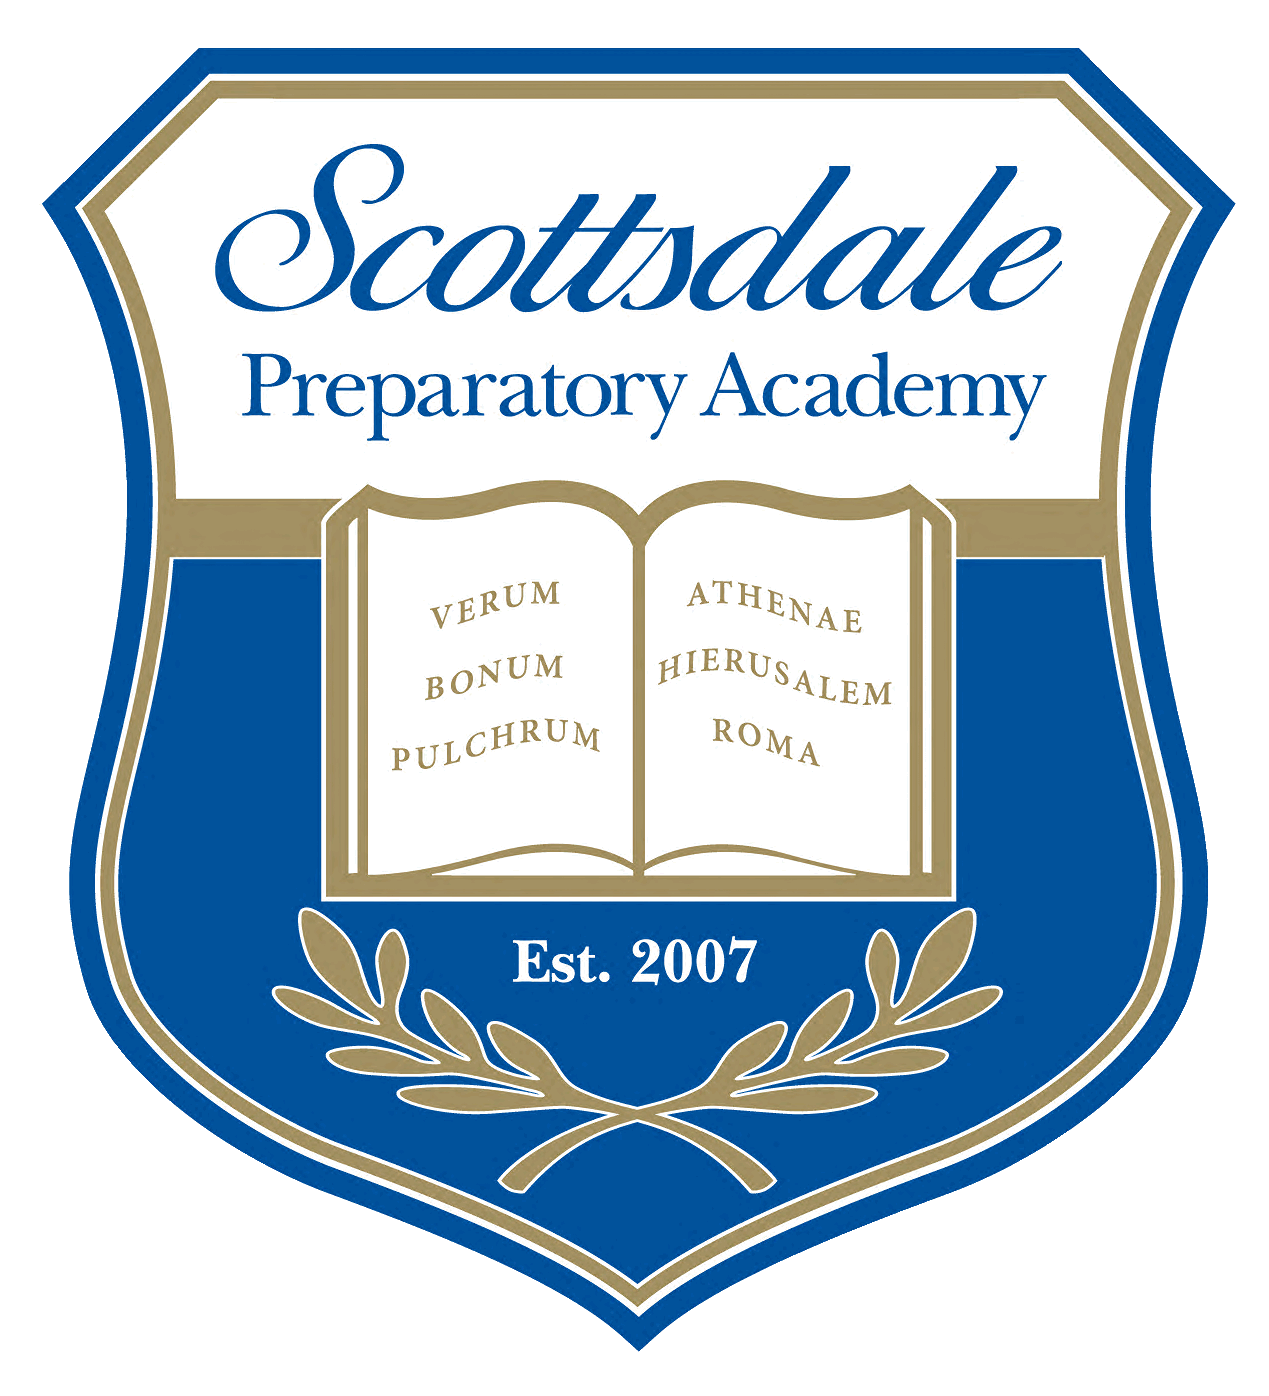 Scottsdale
Preparatory Academy
VERUM
BONUM
PULCHRUM
ATHENAE
HIERUSALEM
ROMA
Est. 2007